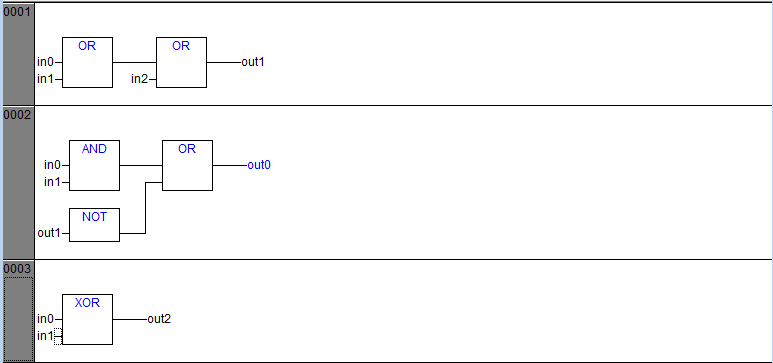 0001
OR OR
in0 out1
in1 in2
0002
AND OR
in0 out0
in1
NOT
out1
0003
XOR
in0 out2
in1